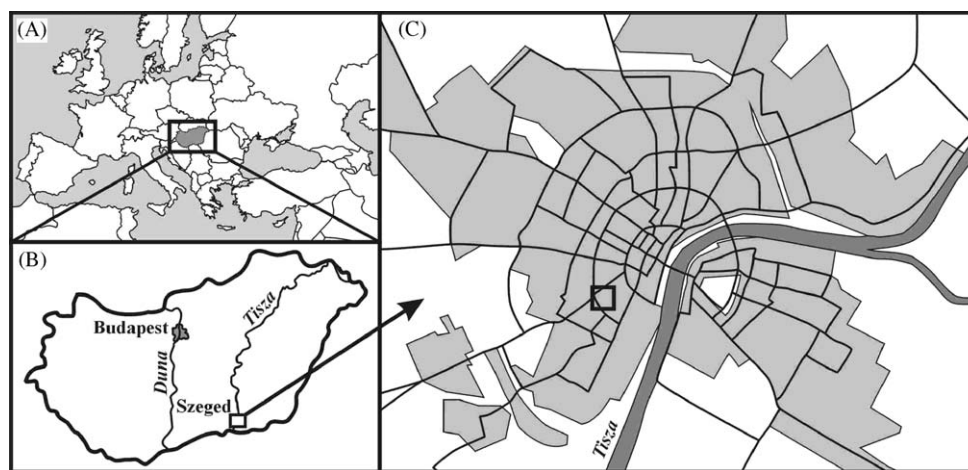 (A)
(B)
Budapest
Duna
Tisza
Szeged
(C)
Tisza